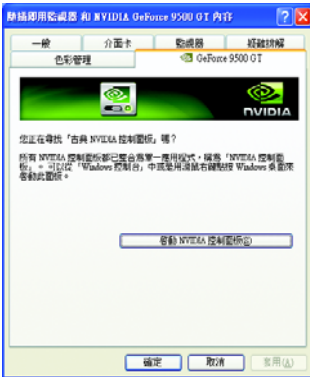 隨插即用監視器 和 NVIDIA GeForce 9500 GT 內容
一般
介面卡
監視器
疑難排解
色彩管理
GeForce 9500 GT
NVIDIA
您正在尋找「古典 NVIDIA 控制面板」嗎?
所有 NVIDIA 控制面板都已整合為單一應用程式,稱為「NVIDIA 控制面
板」。可以從「Windows 控制台」中或是用滑鼠右鍵點按 Windows 桌面來
啓動此面板。
啓動 NVIDIA 控制面板(S)
確定
取消
套用(A)